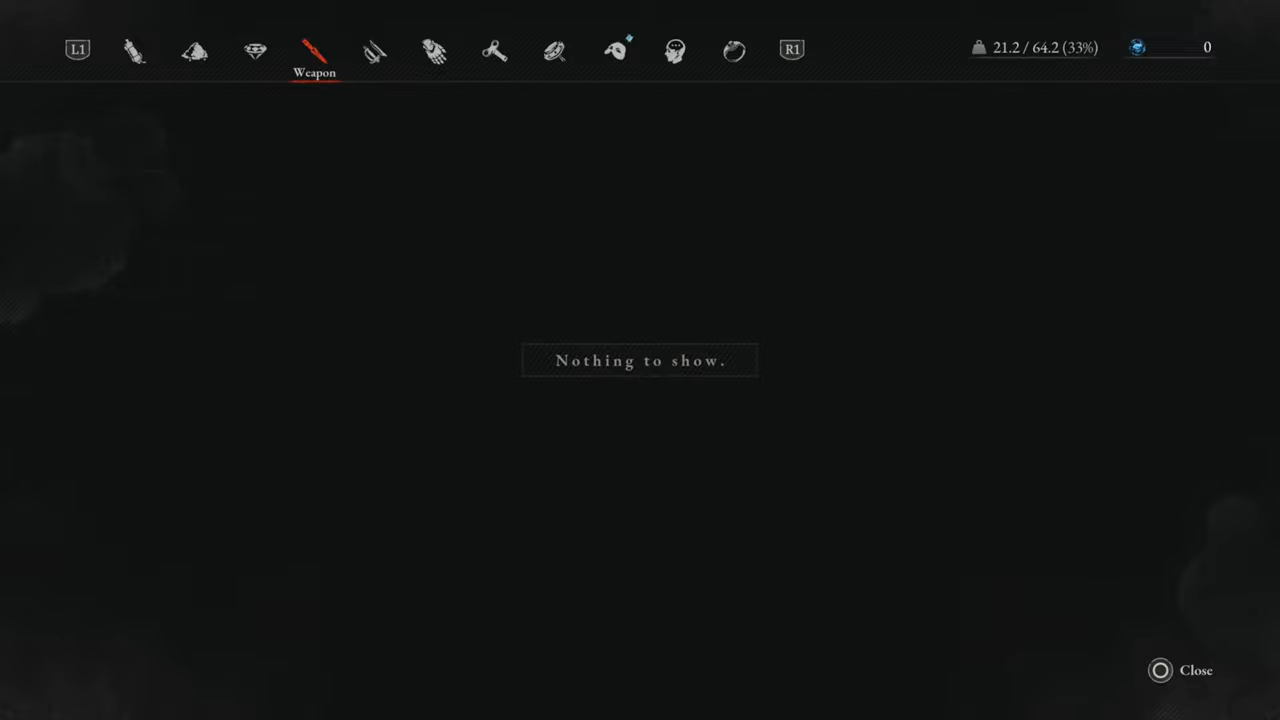 L1
R1
21.2 / 64.2 (33%)
0
Weapon
Nothing to show.
Close